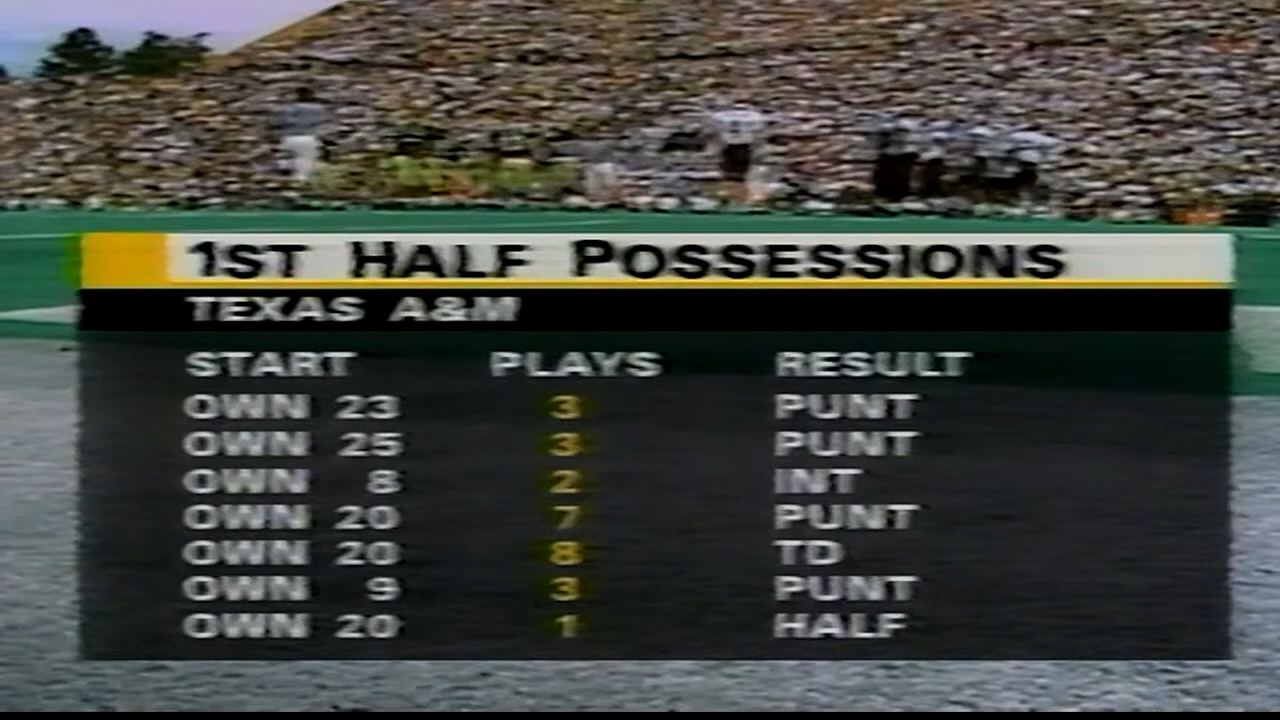 1ST HALF POSSESSIONS
TEXAS A&M
START PLAYS RESULT
OWN 23 3 PUNT
OWN 25 3 PUNT
OWN 8 2 INT
OWN 20 7 PUNT
OWN 20 8 TD
OWN 9 3 PUNT
OWN 20 1 HALF